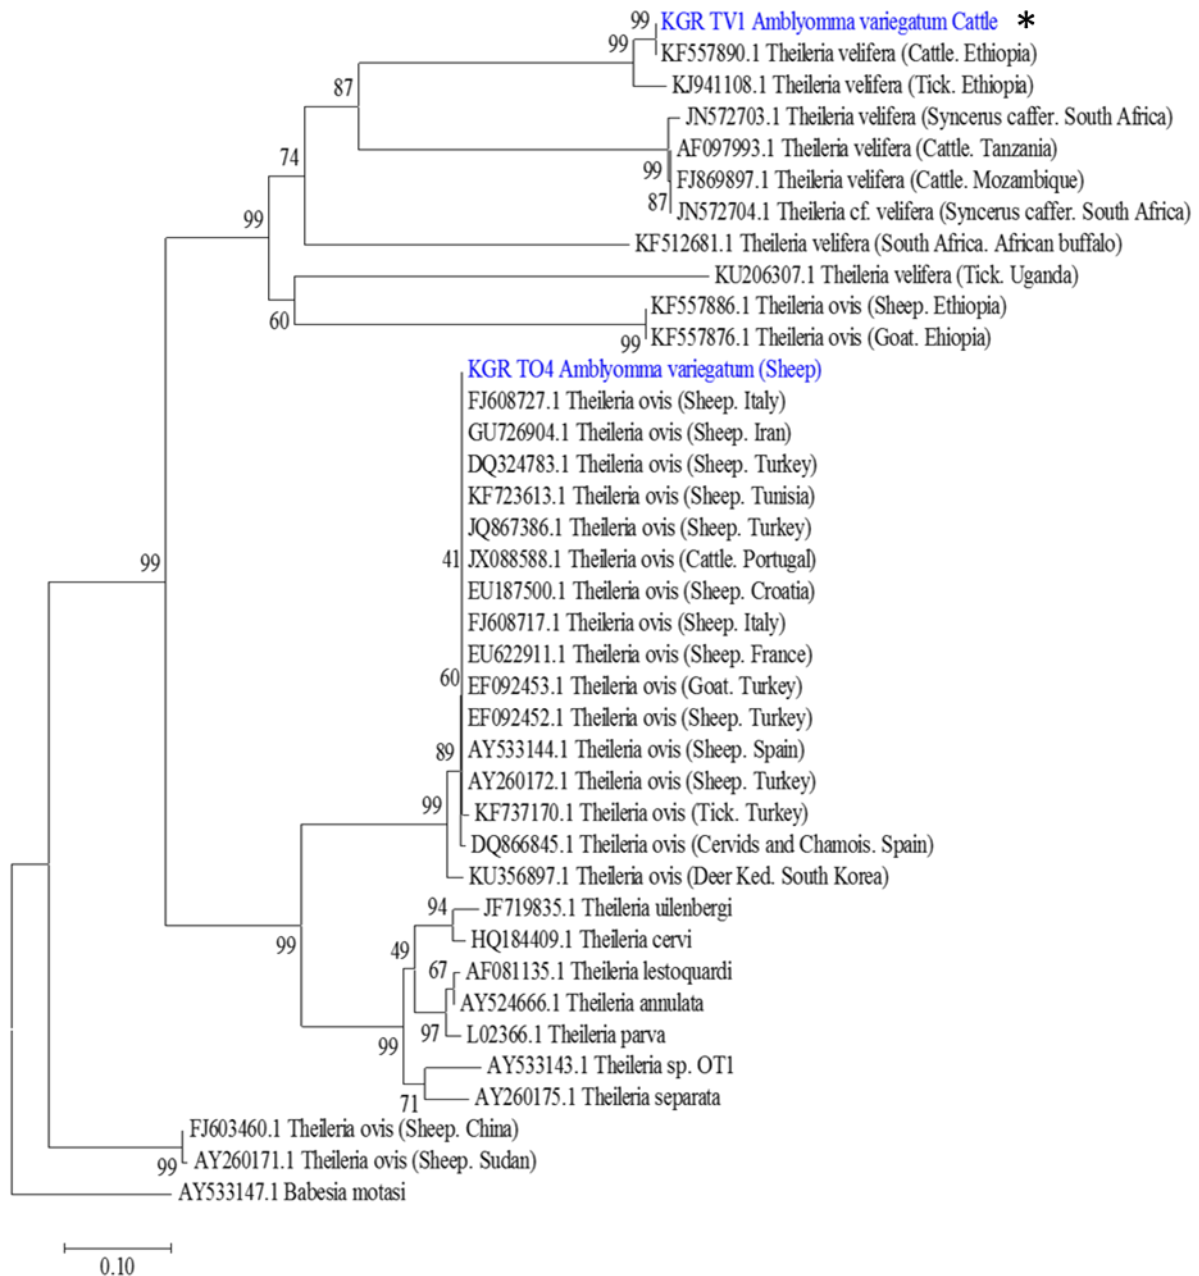 99 KGR TV1 Amblyomma variegatum Cattle *
99
KF557890.1 Theileria velifera (Cattle. Ethiopia)
KJ941108.1 Theileria velifera (Tick. Ethiopia)
87
JN572703.1 Theileria velifera (Syncerus caffer. South Africa)
AF097993.1 Theileria velifera (Cattle. Tanzania)
74
99
FJ869897.1 Theileria velifera (Cattle. Mozambique)
87
JN572704.1 Theileria cf. velifera (Syncerus caffer. South Africa)
99
KF512681.1 Theileria velifera (South Africa. African buffalo)
KU206307.1 Theileria velifera (Tick. Uganda)
KF557886.1 Theileria ovis (Sheep. Ethiopia)
60
99
KF557876.1 Theileria ovis (Goat. Ehiopia)
KGR TO4 Amblyomma variegatum (Sheep)
FJ608727.1 Theileria ovis (Sheep. Italy)
GU726904.1 Theileria ovis (Sheep. Iran)
DQ324783.1 Theileria ovis (Sheep. Turkey)
KF723613.1 Theileria ovis (Sheep. Tunisia)
JQ867386.1 Theileria ovis (Sheep. Turkey)
99
41 JX088588.1 Theileria ovis (Cattle. Portugal)
EU187500.1 Theileria ovis (Sheep. Croatia)
FJ608717.1 Theileria ovis (Sheep. Italy)
EU622911.1 Theileria ovis (Sheep. France)
60 EF092453.1 Theileria ovis (Goat. Turkey)
EF092452.1 Theileria ovis (Sheep. Turkey)
89 AY533144.1 Theileria ovis (Sheep. Spain)
AY260172.1 Theileria ovis (Sheep. Turkey)
99
KF737170.1 Theileria ovis (Tick. Turkey)
DQ866845.1 Theileria ovis (Cervids and Chamois. Spain)
KU356897.1 Theileria ovis (Deer Ked. South Korea)
94 JF719835.1 Theileria uilenbergi
99
HQ184409.1 Theileria cervi
49
67 AF081135.1 Theileria lestoquardi
AY524666.1 Theileria annulata
97 L02366.1 Theileria parva
99
AY533143.1 Theileria sp. OT1
71
AY260175.1 Theileria separata
FJ603460.1 Theileria ovis (Sheep. China)
99 AY260171.1 Theileria ovis (Sheep. Sudan)
AY533147.1 Babesia motasi
0.10